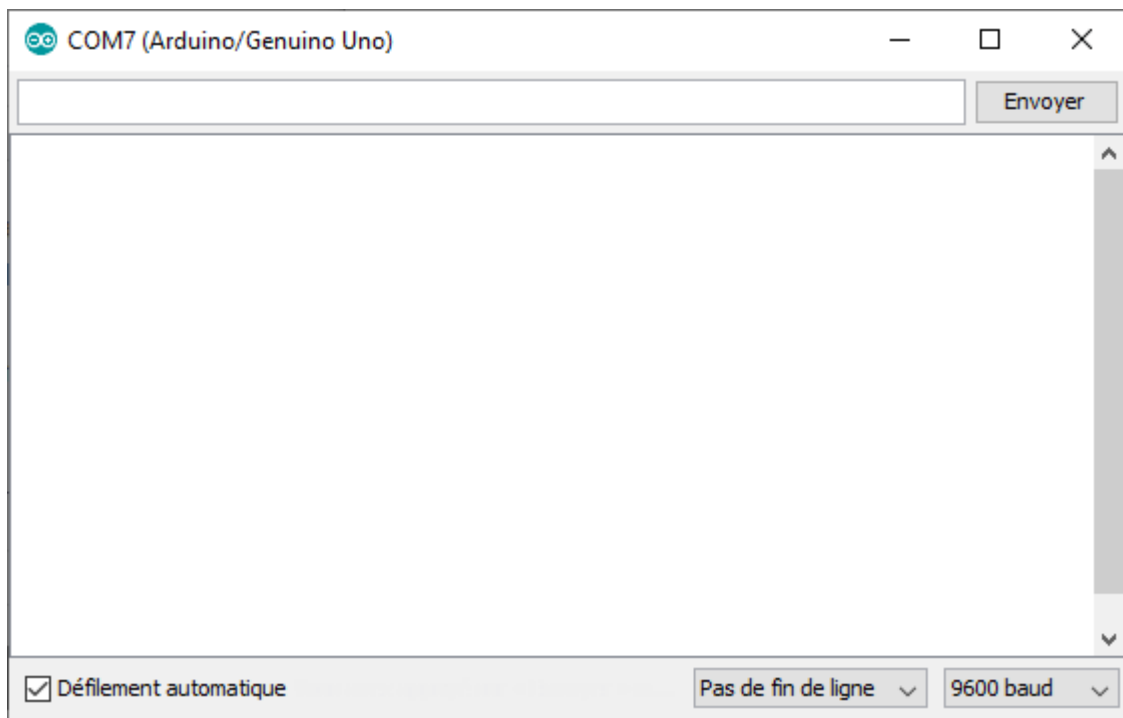 COM7 (Arduino/Genuino Uno)
Envoyer
Défilement automatique
Pas de fin de ligne
9600 baud